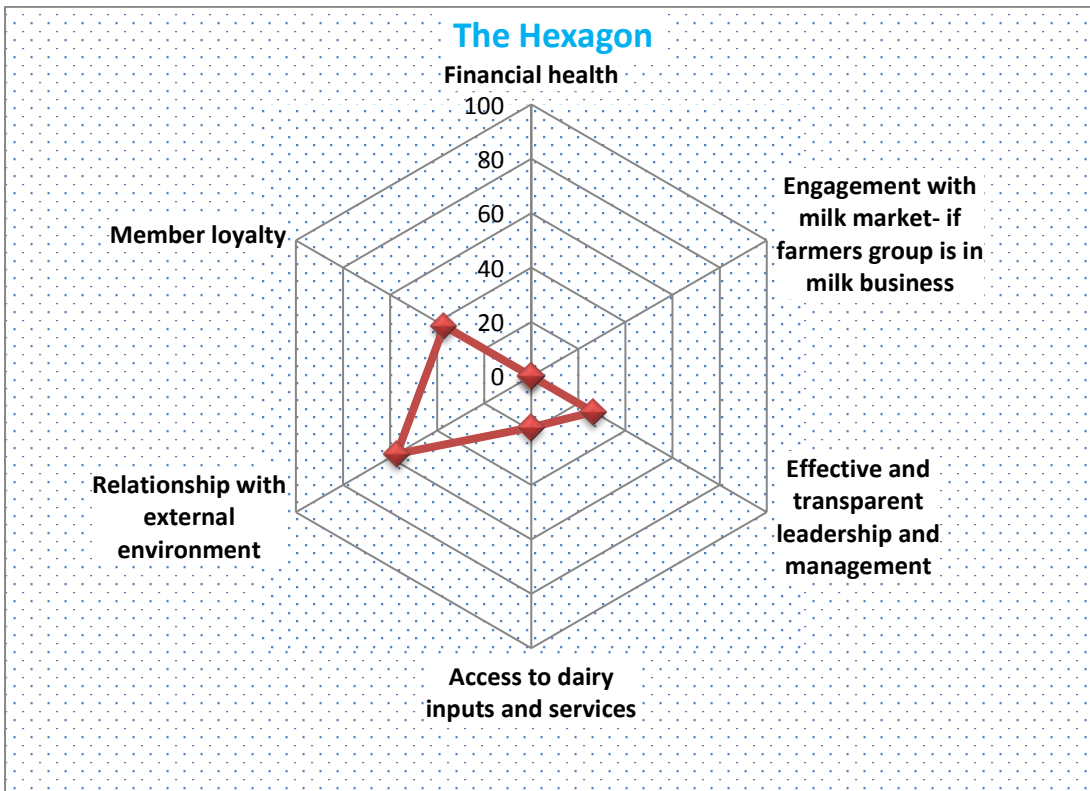 The Hexagon
Financial health
100
80
60
40
20
0
Engagement with
milk market- if
farmers group is in
milk business
Effective and
transparent
leadership and
management
Access to dairy
inputs and services
Relationship with
external
environment
Member loyalty